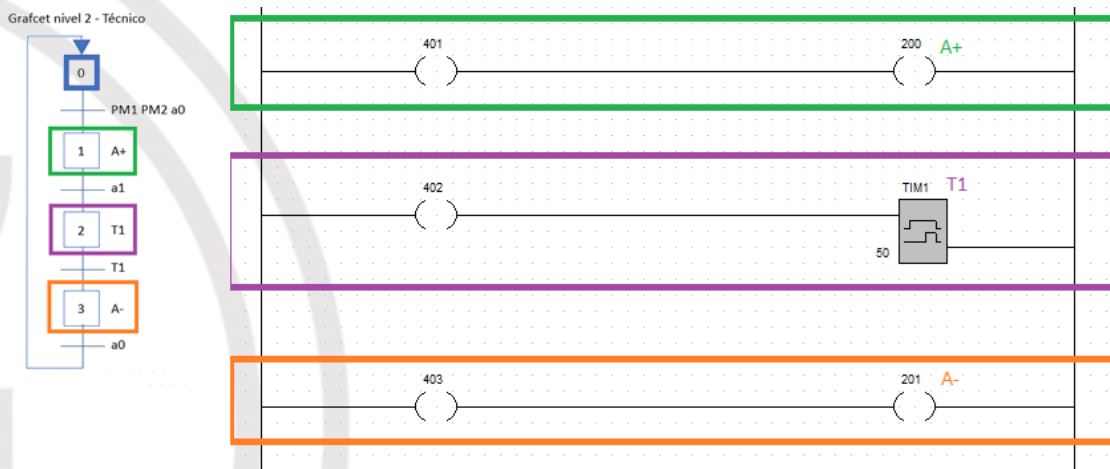 Grafcet nivel 2 - Técnico
0
PM1 PM2 a0
1 A+
a1
2 T1
T1
3 A-
a0
401 200 A+
402 TIM1 T1
50
403 201 A-